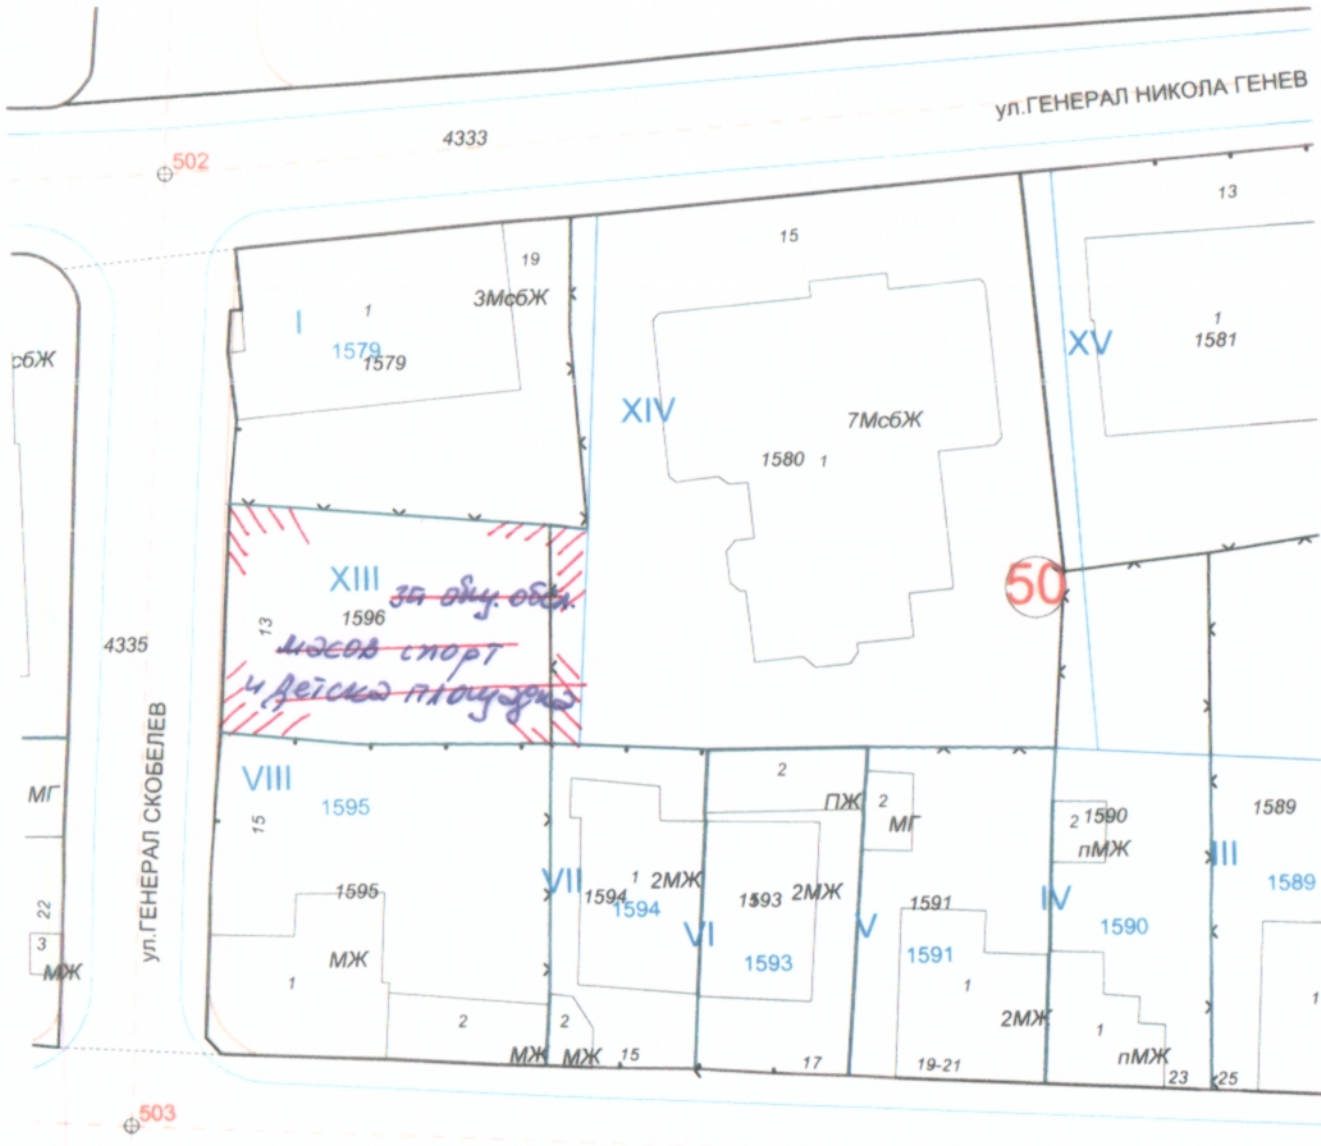 ул.ГЕНЕРАЛ НИКОЛА ГЕНЕВ
4333
502
13
15
19
3МсбЖ
1
I
1579
1579
1
1581
XV
сбЖ
XIV
7МсбЖ
1580 1
50
XIII
за общ. обсл.
1596
масов спорт
и детска площадка
13
4335
ул.ГЕНЕРАЛ СКОБЕЛЕВ
VIII
1595
15
1595
МЖ
1
2
МЖ
МГ
22
3
МЖ
2
ПЖ
2
МГ
2
1590
пМЖ
1589
III
1589
VII
1
2МЖ
1594
1594
VI
1593
2МЖ
1593
V
1591
1591
IV
1590
1
2МЖ
1
пМЖ
1
2
МЖ
15
17
19-21
23
25
503